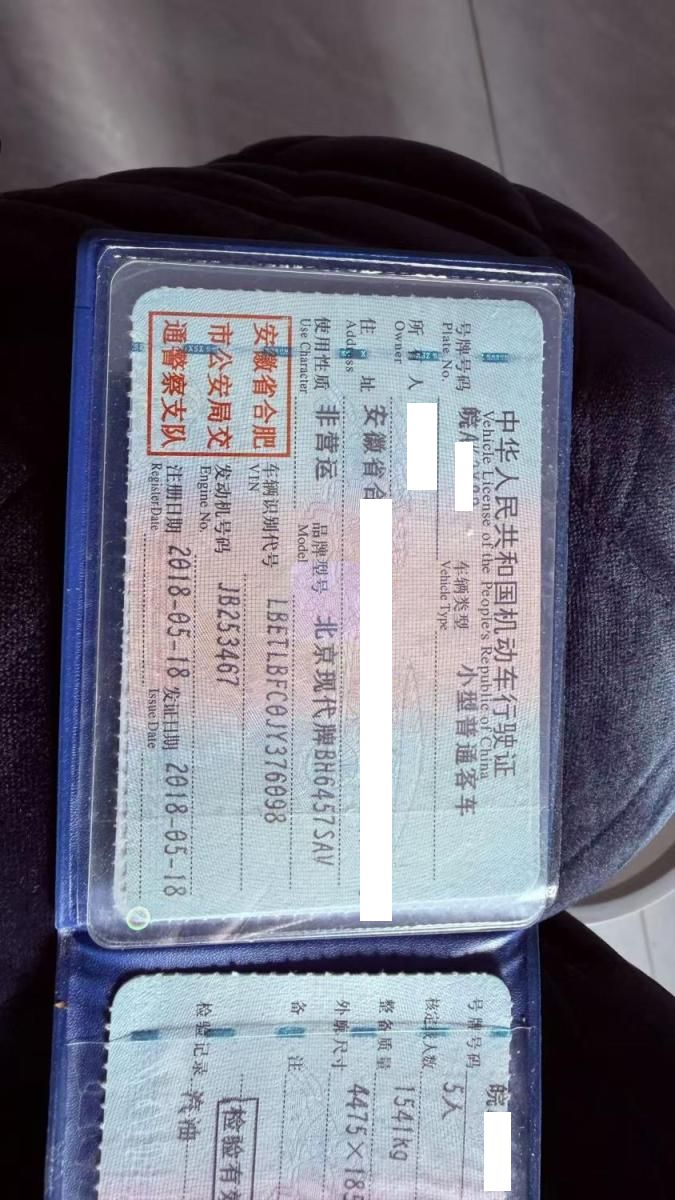 中华人民共和国机动车行驶证
Vehicle License of the People's Republic of China
号牌号码 皖A 车辆类型 小型普通客车
Plate No. Vehicle Type
所有人
Owner
住址 安徽省合
Address
使用性质 非营运 品牌型号 北京现代牌BH6457SAV
Use Character Model
安徽省合肥
市公安局交
通警察支队
车辆识别代号 LBETLBFC0JY376098
VIN
发动机号码 JB253467
Engine No.
注册日期 2018-05-18 发证日期 2018-05-18
Register Date Issue Date
号牌号码 皖
核定载人数 5人
整备质量 1541kg
外廓尺寸 4475×185
备注
检验有效
检验记录 汽油